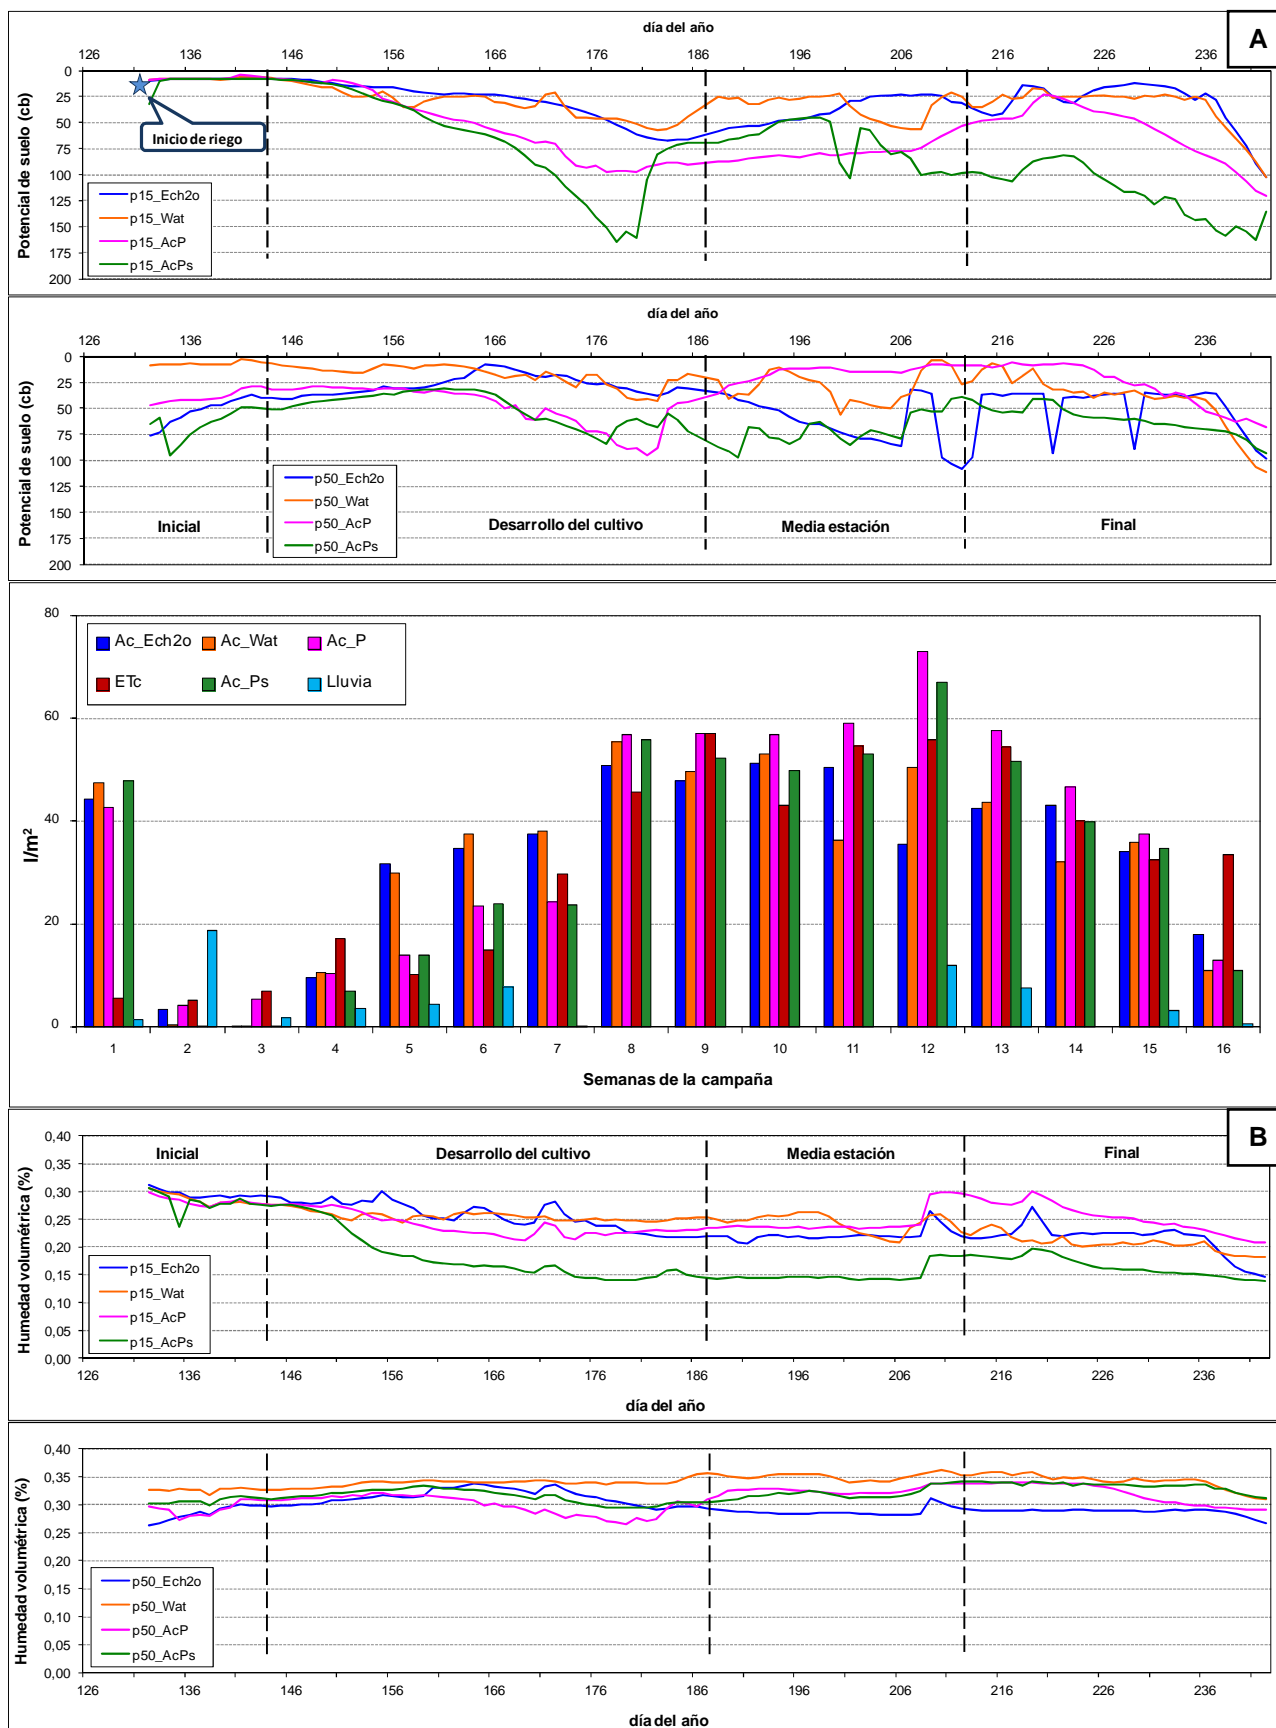 A
día del año
126 136 146 156 166 176 186 196 206 216 226 236
Potencial de suelo (cb)
0
25
50
75
100
125
150
175
200
Inicio de riego
p15_Ech2o
p15_Wat
p15_AcP
p15_AcPs
día del año
126 136 146 156 166 176 186 196 206 216 226 236
Potencial de suelo (cb)
0
25
50
75
100
125
150
175
200
Inicial Desarrollo del cultivo Media estación Final
p50_Ech2o
p50_Wat
p50_AcP
p50_AcPs
l/m²
80
60
40
20
0
Ac_Ech2o Ac_Wat Ac_P
ETc Ac_Ps Lluvia
1 2 3 4 5 6 7 8 9 10 11 12 13 14 15 16
Semanas de la campaña
B
Humedad volumétrica (%)
0,40
0,35
0,30
0,25
0,20
0,15
0,10
0,05
0,00
Inicial Desarrollo del cultivo Media estación Final
p15_Ech2o
p15_Wat
p15_AcP
p15_AcPs
126 136 146 156 166 176 186 196 206 216 226 236
día del año
Humedad volumétrica (%)
0,40
0,35
0,30
0,25
0,20
0,15
0,10
0,05
0,00
p50_Ech2o
p50_Wat
p50_AcP
p50_AcPs
126 136 146 156 166 176 186 196 206 216 226 236
día del año